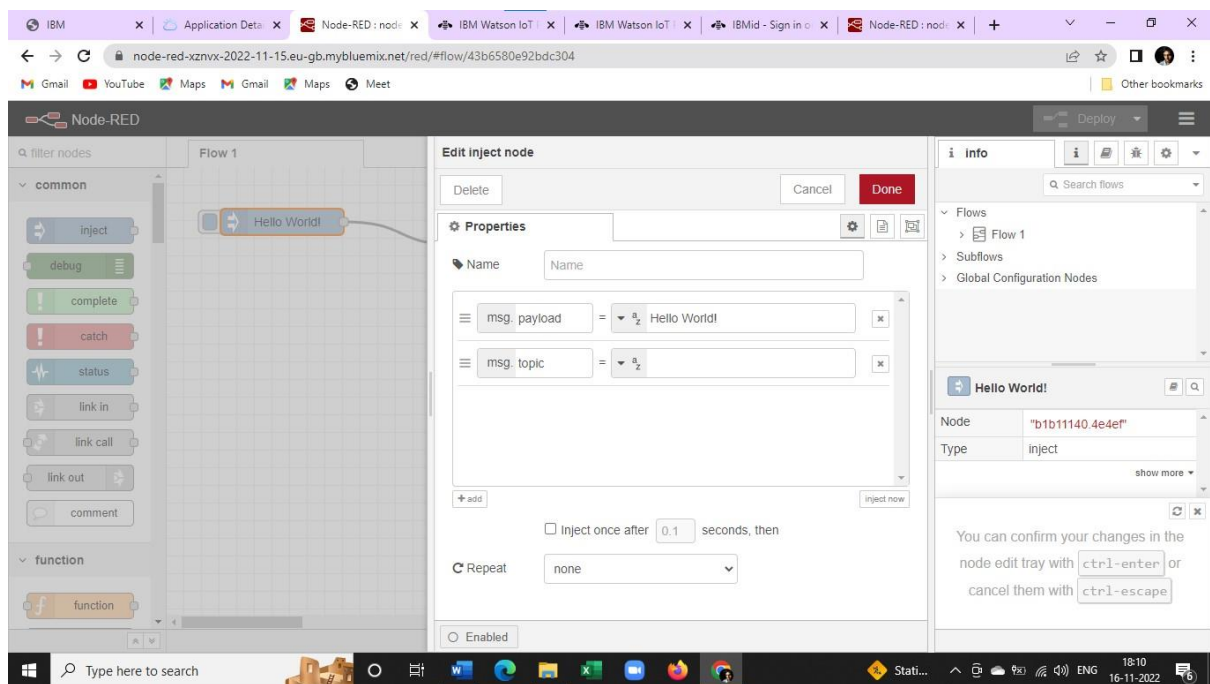 IBM
Application Deta
Node-RED : node
IBM Watson IoT
IBM Watson IoT
IBMid - Sign in o
Node-RED : node
node-red-xznvx-2022-11-15.eu-gb.mybluemix.net/red/#flow/43b6580e92bdc304
Gmail YouTube Maps Gmail Maps Meet Other bookmarks
Node-RED Deploy
filter nodes
common
inject
debug
complete
catch
status
link in
link call
link out
comment
function
function
Flow 1
Hello World!
Edit inject node
Delete Cancel Done
Properties
Name Name
msg. payload = a z Hello World!
msg. topic = a z
+ add inject now
Inject once after 0.1 seconds, then
Repeat none
Enabled
i info i
Search flows
Flows
Flow 1
Subflows
Global Configuration Nodes
Hello World!
Node "b1b11140.4e4ef"
Type inject
show more
You can confirm your changes in the
node edit tray with ctrl-enter or
cancel them with ctrl-escape
Type here to search
Stati...
ENG
18:10
16-11-2022